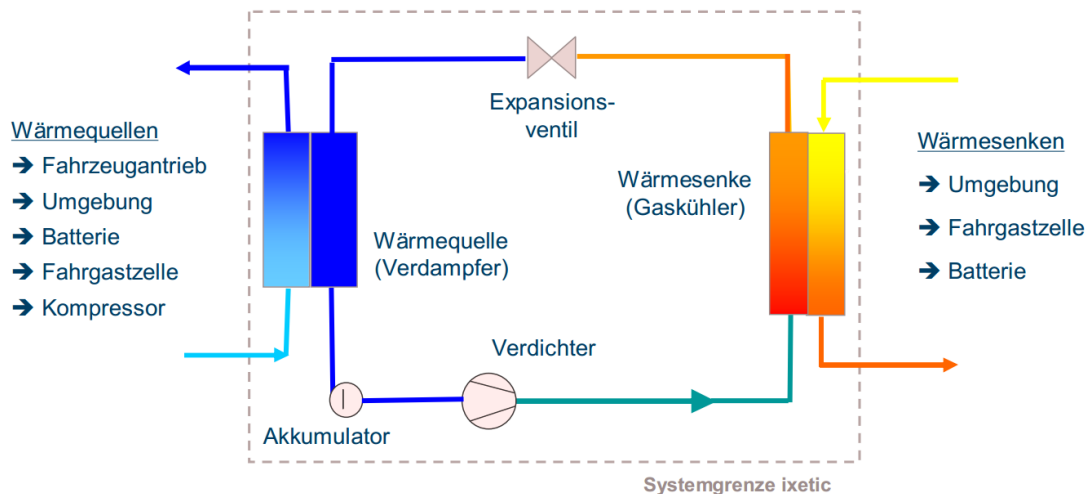 Wärmequellen
➔ Fahrzeugantrieb
➔ Umgebung
➔ Batterie
➔ Fahrgastzelle
➔ Kompressor
Expansions-
ventil
Wärmequelle
(Verdampfer)
Wärmesenke
(Gaskühler)
Verdichter
Akkumulator
Wärmesenken
➔ Umgebung
➔ Fahrgastzelle
➔ Batterie
Systemgrenze ixetic